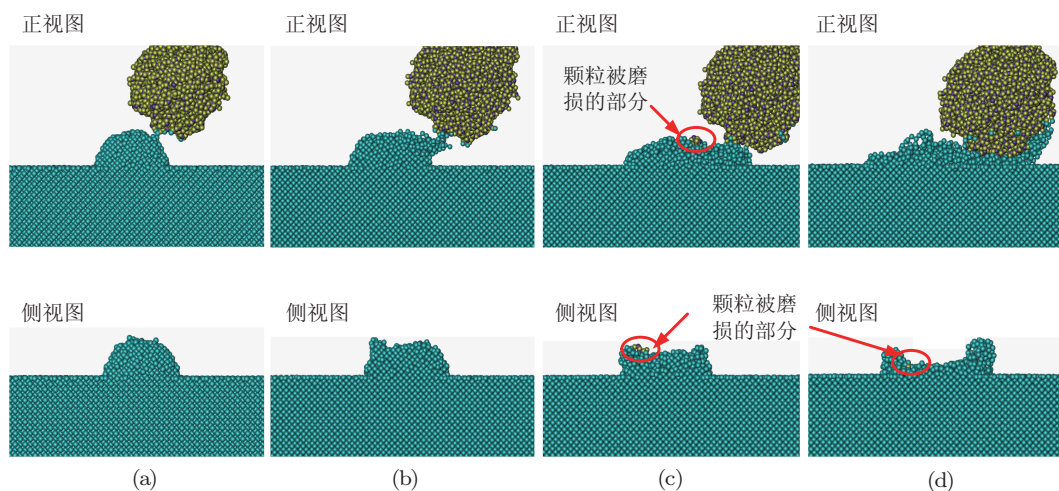 正视图
正视图
正视图
正视图
颗粒被磨
损的部分
侧视图
侧视图
侧视图
颗粒被磨
损的部分
侧视图
(a)
(b)
(c)
(d)